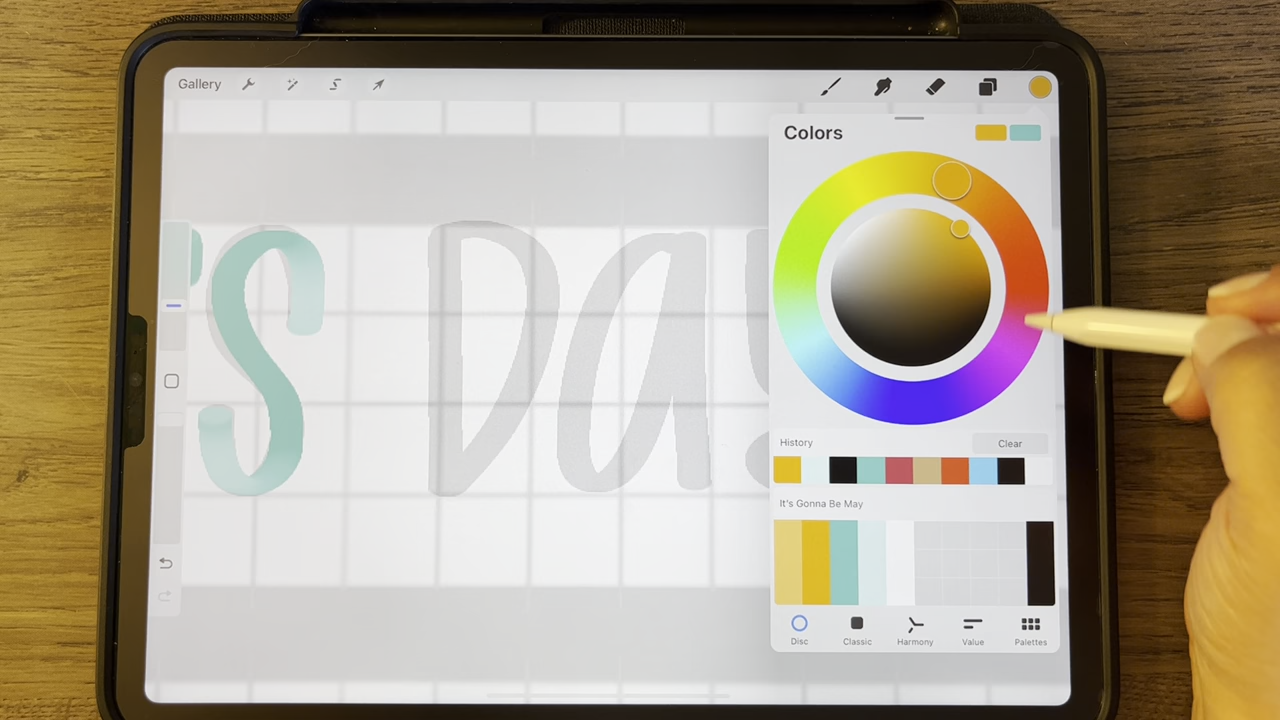 Gallery
Colors
's Day
History
Clear
It's Gonna Be May
Disc
Classic
Harmony
Value
Palettes